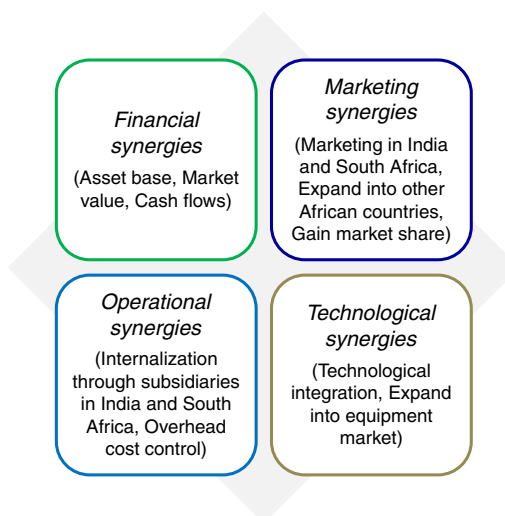 Financial
synergies
(Asset base, Market
value, Cash flows)
Marketing
synergies
(Marketing in India
and South Africa,
Expand into other
African countries,
Gain market share)
Operational
synergies
(Internalization
through subsidiaries
in India and South
Africa, Overhead
cost control)
Technological
synergies
(Technological
integration, Expand
into equipment
market)